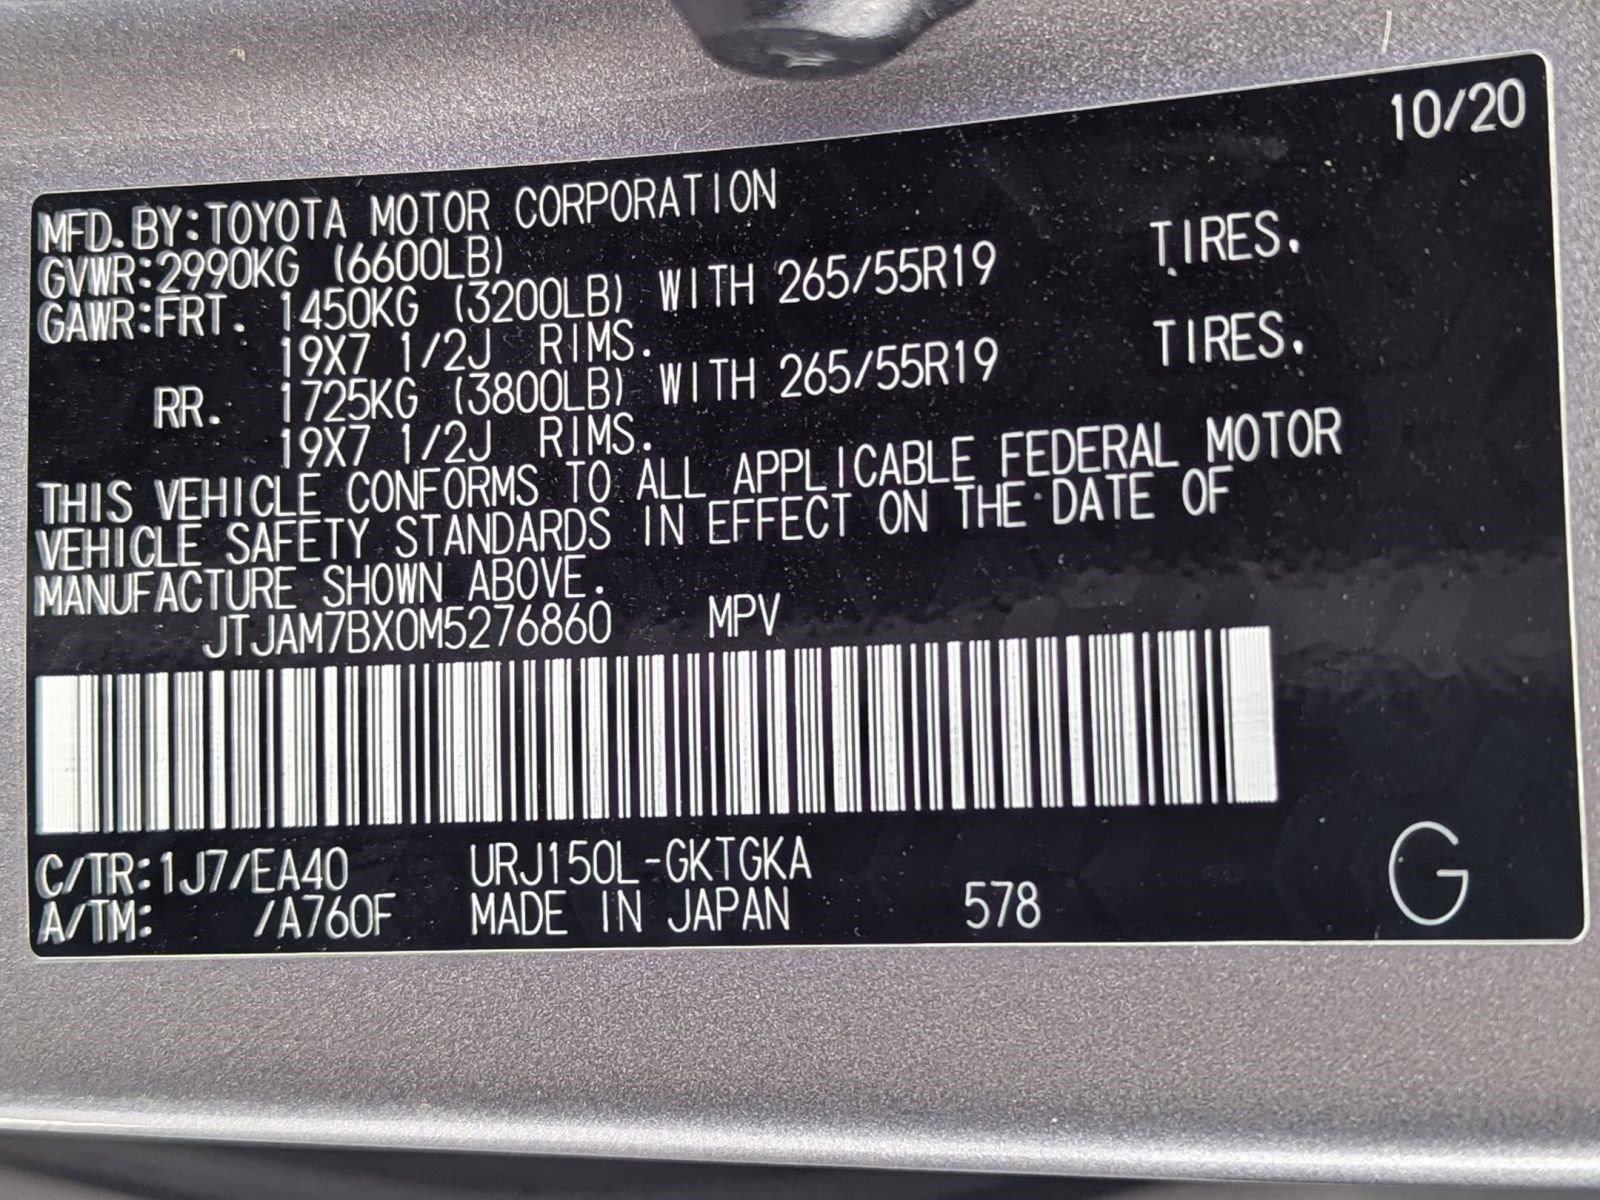 10/20
MFD. BY: TOYOTA MOTOR CORPORATION
GVWR: 2990KG (6600LB)
GAWR: FRT. 1450KG (3200LB) WITH 265/55R19 TIRES.
19X7 1/2J RIMS.
RR. 1725KG (3800LB) WITH 265/55R19 TIRES.
19X7 1/2J RIMS.
THIS VEHICLE CONFORMS TO ALL APPLICABLE FEDERAL MOTOR
VEHICLE SAFETY STANDARDS IN EFFECT ON THE DATE OF
MANUFACTURE SHOWN ABOVE.
JTJAM7BX0M5276860 MPV
C/TR: 1J7/EA40 URJ150L-GKTGKA
A/TM: /A760F MADE IN JAPAN 578 G